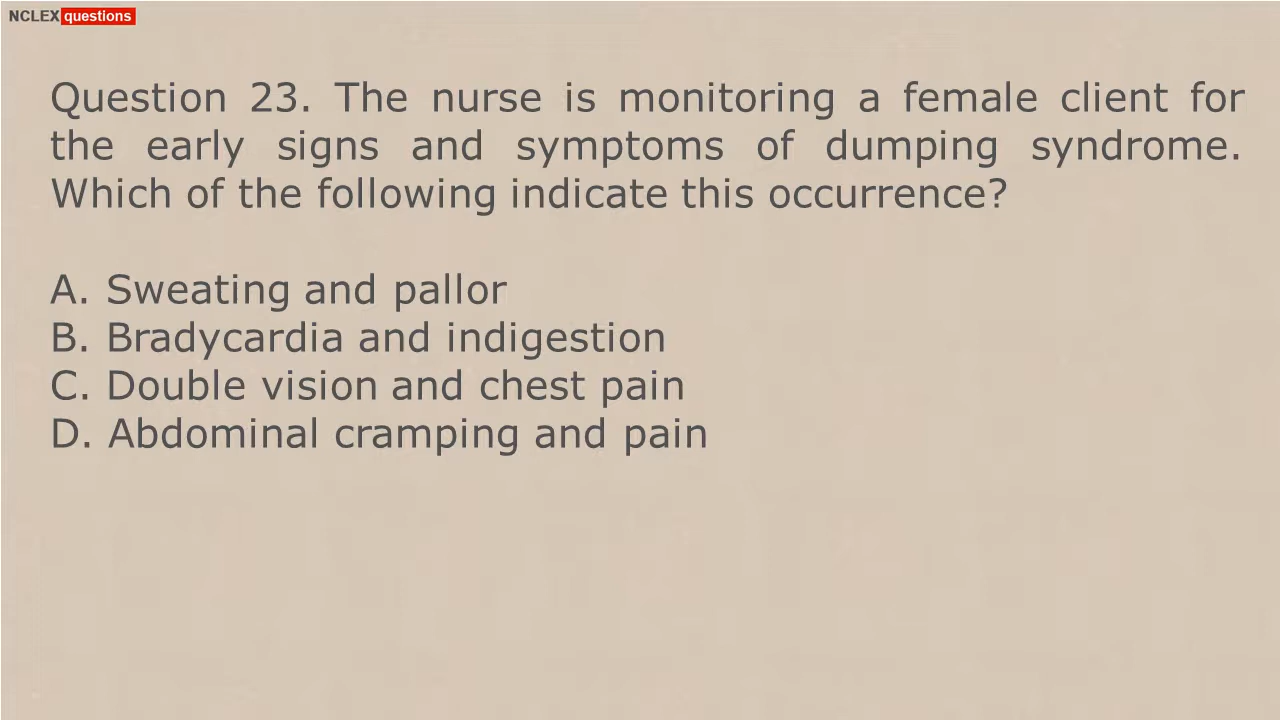 NCLEX questions
Question 23. The nurse is monitoring a female client for
the early signs and symptoms of dumping syndrome.
Which of the following indicate this occurrence?
A. Sweating and pallor
B. Bradycardia and indigestion
C. Double vision and chest pain
D. Abdominal cramping and pain